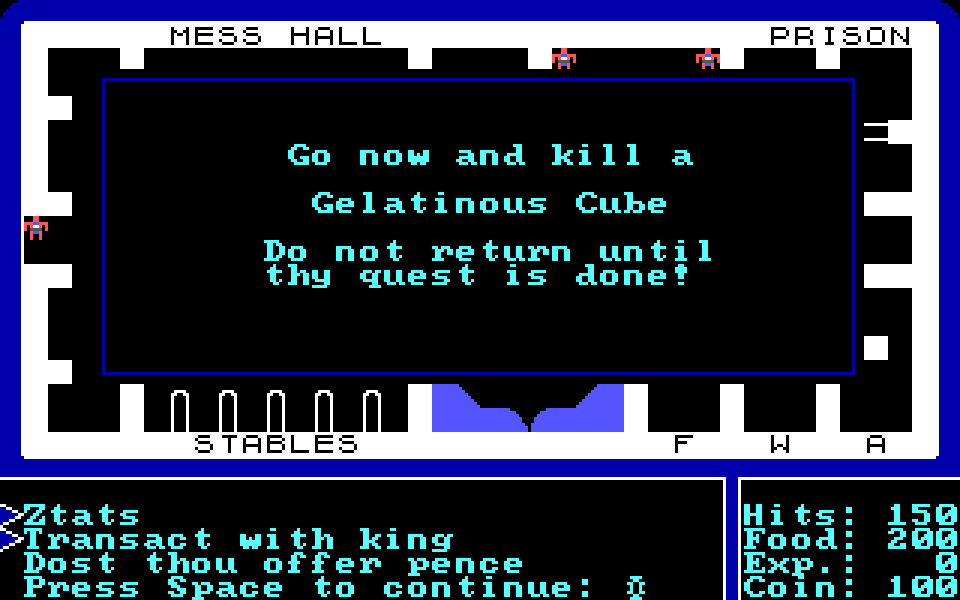 MESS HALL PRISON
Go now and kill a
Gelatinous Cube
Do not return until
thy quest is done!
STABLES F W A
Ztats
Transact with king
Dost thou offer pence
Press Space to continue:
Hits: 150
Food: 200
Exp.: 0
Coin: 100